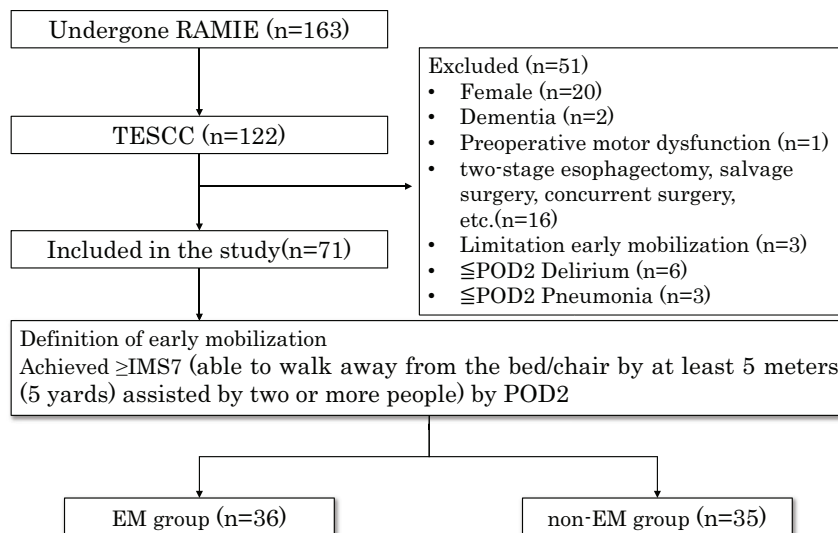 Undergone RAMIE (n=163)
TESCC (n=122)
Excluded (n=51)
• Female (n=20)
• Dementia (n=2)
• Preoperative motor dysfunction (n=1)
• two-stage esophagectomy, salvage
surgery, concurrent surgery,
etc.(n=16)
• Limitation early mobilization (n=3)
• ≦POD2 Delirium (n=6)
• ≦POD2 Pneumonia (n=3)
Included in the study(n=71)
Definition of early mobilization
Achieved ≥IMS7 (able to walk away from the bed/chair by at least 5 meters
(5 yards) assisted by two or more people) by POD2
EM group (n=36)
non-EM group (n=35)